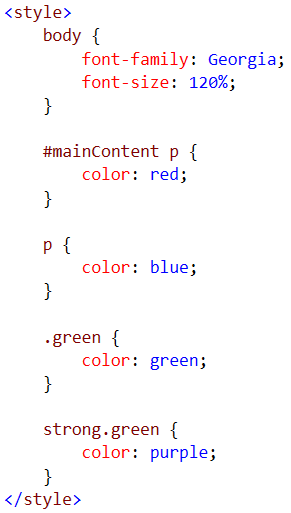 <style>
    body {
        font-family: Georgia;
        font-size: 120%;
    }

    #mainContent p {
        color: red;
    }

    p {
        color: blue;
    }

    .green {
        color: green;
    }

    strong.green {
        color: purple;
    }
</style>